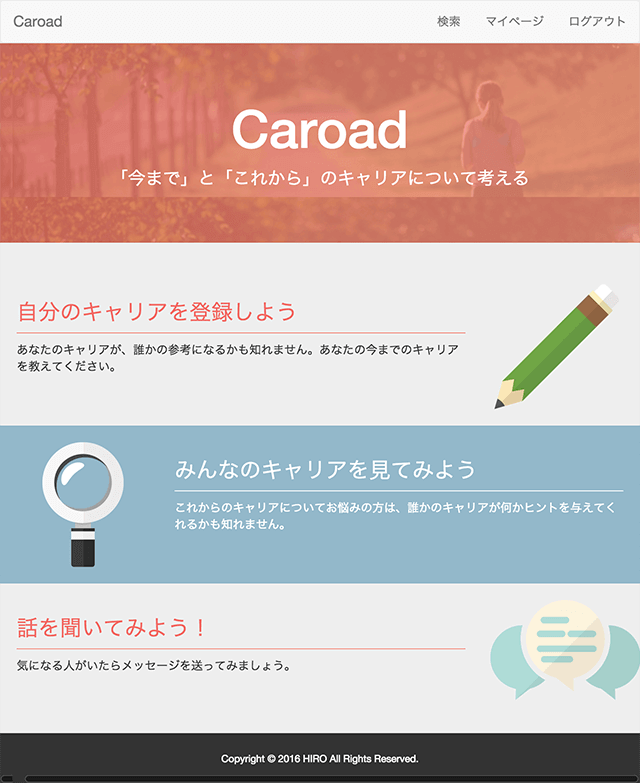 Caroad 検索 マイページ ログアウト
Caroad
「今まで」と「これから」のキャリアについて考える
自分のキャリアを登録しよう
あなたのキャリアが、誰かの参考になるかも知れません。あなたの今までのキャリア
を教えてください。
みんなのキャリアを見てみよう
これからのキャリアについてお悩みの方は、誰かのキャリアが何かヒントを与えてく
れるかも知れません。
話を聞いてみよう！
気になる人がいたらメッセージを送ってみましょう。
Copyright © 2016 HIRO All Rights Reserved.